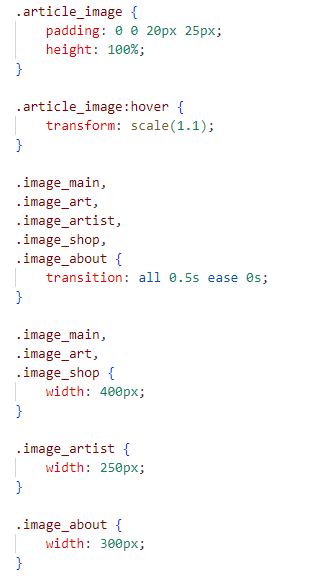 .article_image {
    padding: 0 0 20px 25px;
    height: 100%;
}

.article_image:hover {
    transform: scale(1.1);
}

.image_main,
.image_art,
.image_artist,
.image_shop,
.image_about {
    transition: all 0.5s ease 0s;
}

.image_main,
.image_art,
.image_shop {
    width: 400px;
}

.image_artist {
    width: 250px;
}

.image_about {
    width: 300px;
}